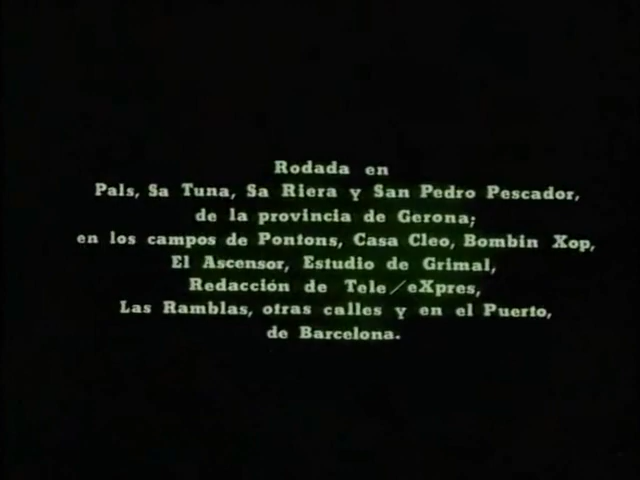 Rodada en
Pals, Sa Tuna, Sa Riera y San Pedro Pescador,
de la provincia de Gerona;
en los campos de Pontons, Casa Cleo, Bombin Xop,
El Ascensor, Estudio de Grimal,
Redacción de Tele/eXpres,
Las Ramblas, otras calles y en el Puerto,
de Barcelona.